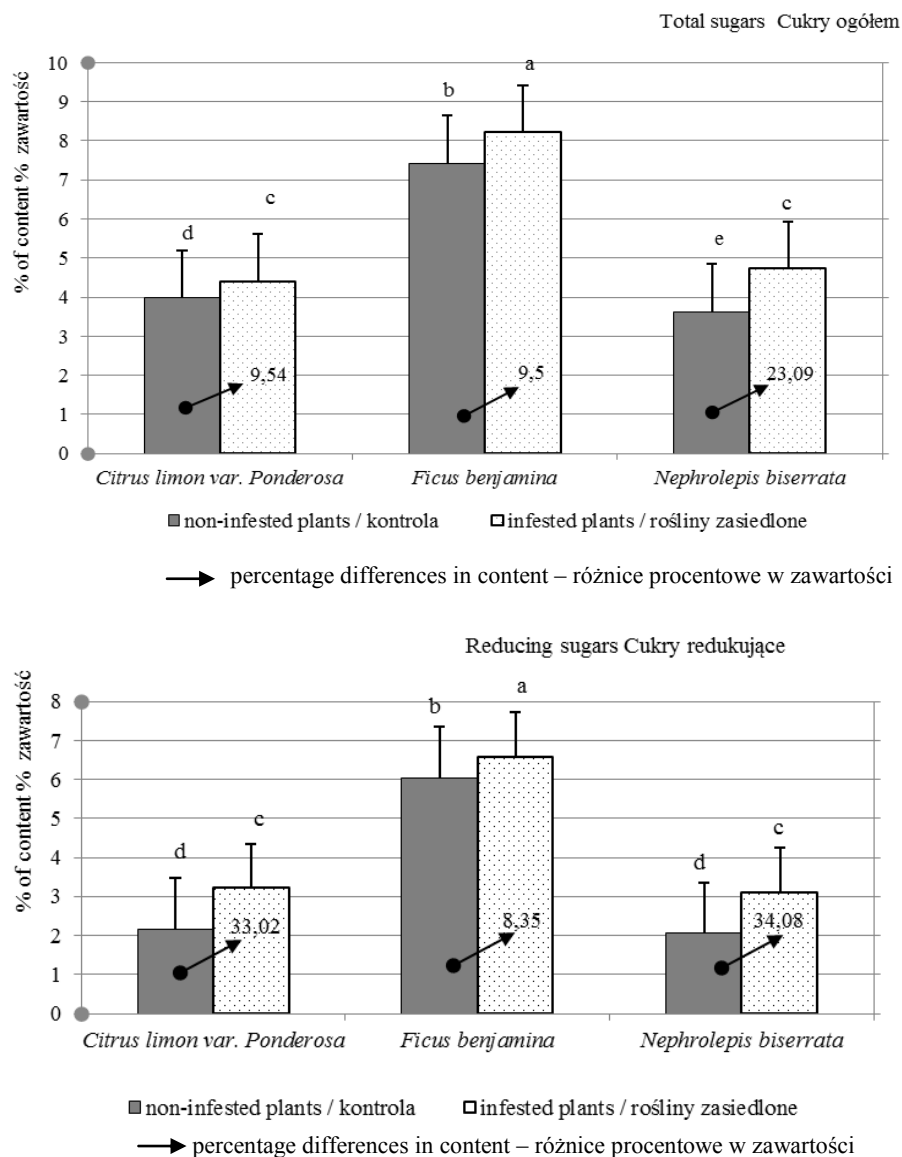 Total sugars Cukry ogółem
% of content % zawartość
10
9
8
7
6
5
4
3
2
1
0
d
c
b
a
e
c
9,54
9,5
23,09
Citrus limon var. Ponderosa
Ficus benjamina
Nephrolepis biserrata
non-infested plants / kontrola
infested plants / rośliny zasiedlone
percentage differences in content – różnice procentowe w zawartości
Reducing sugars Cukry redukujące
% of content % zawartość
8
7
6
5
4
3
2
1
0
d
c
b
a
d
c
33,02
8,35
34,08
Citrus limon var. Ponderosa
Ficus benjamina
Nephrolepis biserrata
non-infested plants / kontrola
infested plants / rośliny zasiedlone
percentage differences in content – różnice procentowe w zawartości